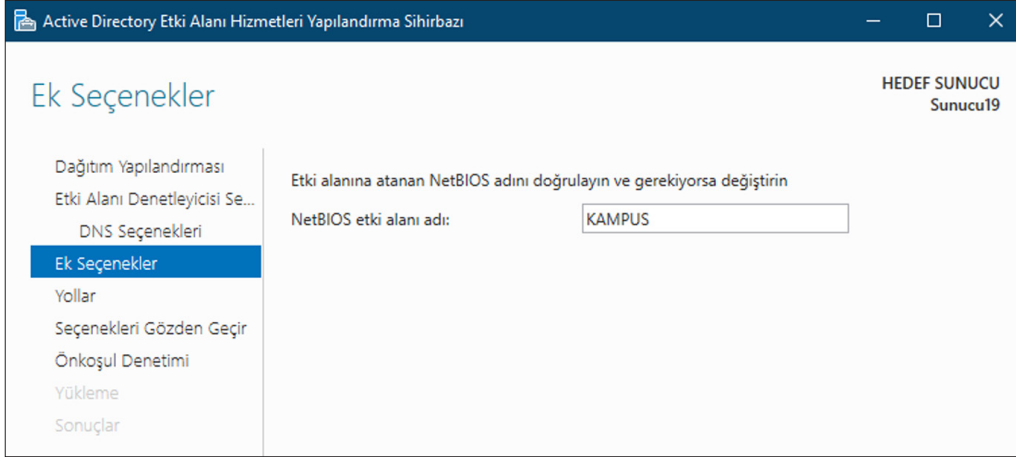 Active Directory Etki Alanı Hizmetleri Yapılandırma Sihirbazı
Ek Seçenekler
HEDEF SUNUCU
Sunucu19
Dağıtım Yapılandırması
Etki Alanı Denetleyicisi Se...
DNS Seçenekleri
Ek Seçenekler
Yollar
Seçenekleri Gözden Geçir
Önkoşul Denetimi
Yükleme
Sonuçlar
Etki alanına atanan NetBIOS adını doğrulayın ve gerekiyorsa değiştirin
NetBIOS etki alanı adı: KAMPUS